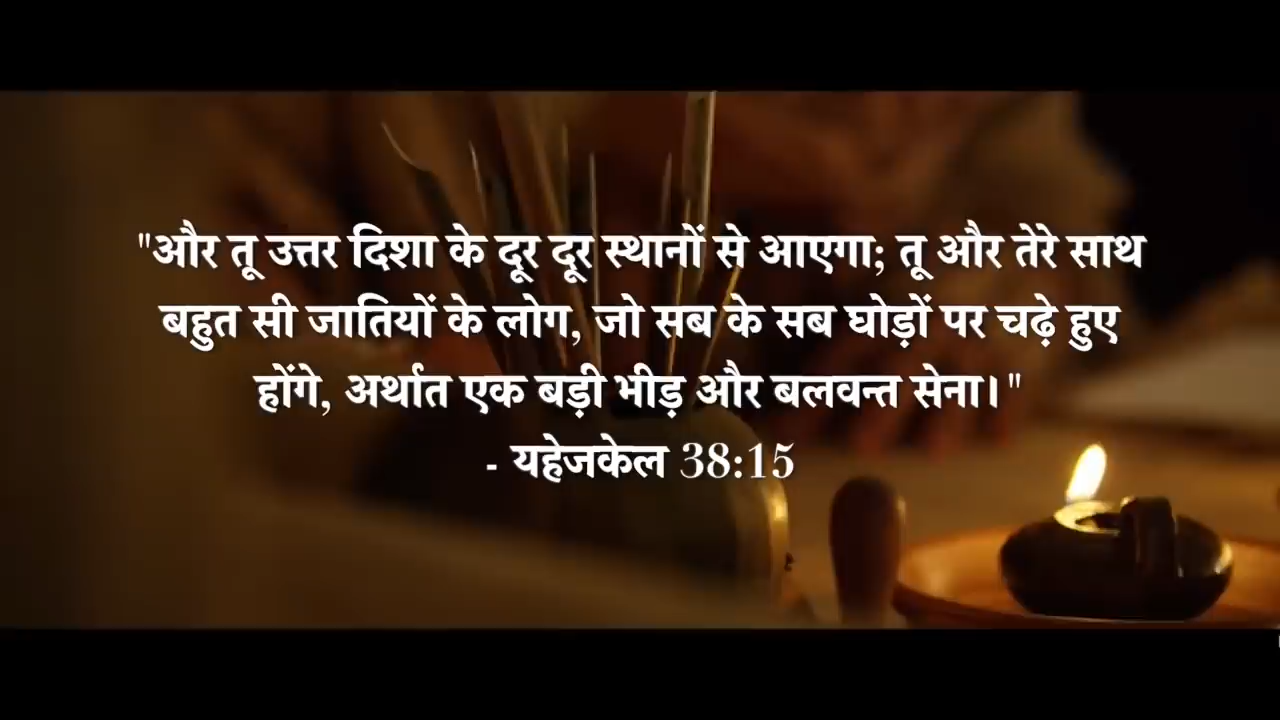 "और तू उत्तर दिशा के दूर दूर स्थानों से आएगा; तू और तेरे साथ
बहुत सी जातियों के लोग, जो सब के सब घोड़ों पर चढ़े हुए
होंगे, अर्थात एक बड़ी भीड़ और बलवन्त सेना।"
- यहेजकेल 38:15